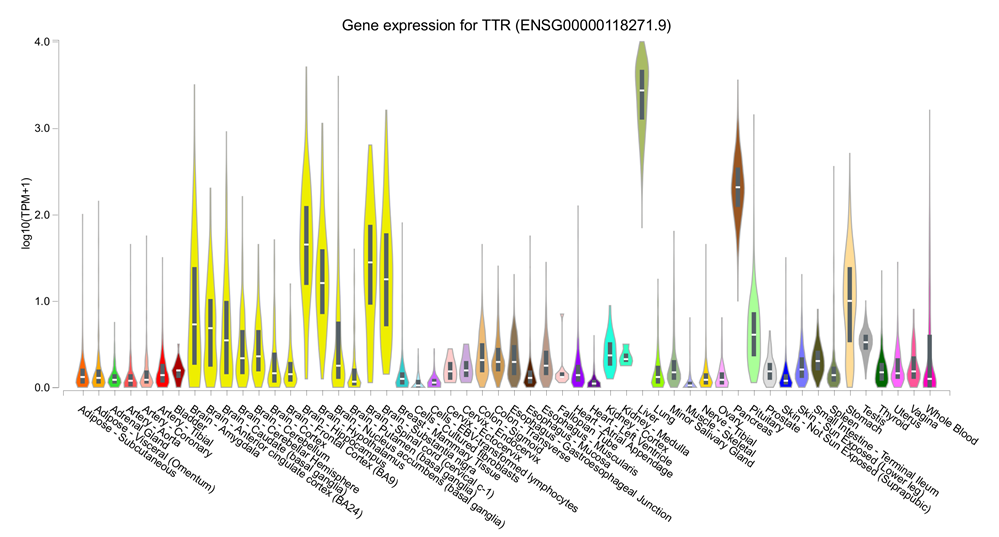 Gene expression for TTR (ENSG00000118271.9)
log10(TPM+1)
4.0
3.0
2.0
1.0
0.0
Adipose - Subcutaneous
Adipose - Visceral (Omentum)
Adrenal Gland
Artery - Aorta
Artery - Coronary
Artery - Tibial
Bladder
Brain - Amygdala
Brain - Anterior cingulate cortex (BA24)
Brain - Caudate (basal ganglia)
Brain - Cerebellar Hemisphere
Brain - Cerebellum
Brain - Cortex
Brain - Frontal Cortex (BA9)
Brain - Hippocampus
Brain - Hypothalamus
Brain - Nucleus accumbens (basal ganglia)
Brain - Putamen (basal ganglia)
Brain - Spinal cord (cervical c-1)
Brain - Substantia nigra
Breast - Mammary Tissue
Cells - Cultured fibroblasts
Cells - EBV-transformed lymphocytes
Cervix - Ectocervix
Cervix - Endocervix
Colon - Sigmoid
Colon - Transverse
Esophagus - Gastroesophageal Junction
Esophagus - Mucosa
Esophagus - Muscularis
Fallopian Tube
Heart - Atrial Appendage
Heart - Left Ventricle
Kidney - Cortex
Kidney - Medulla
Liver
Lung
Minor Salivary Gland
Muscle - Skeletal
Nerve - Tibial
Ovary
Pancreas
Pituitary
Prostate
Skin - Not Sun Exposed (Suprapubic)
Skin - Sun Exposed (Lower leg)
Small Intestine - Terminal Ileum
Spleen
Stomach
Testis
Thyroid
Uterus
Vagina
Whole Blood